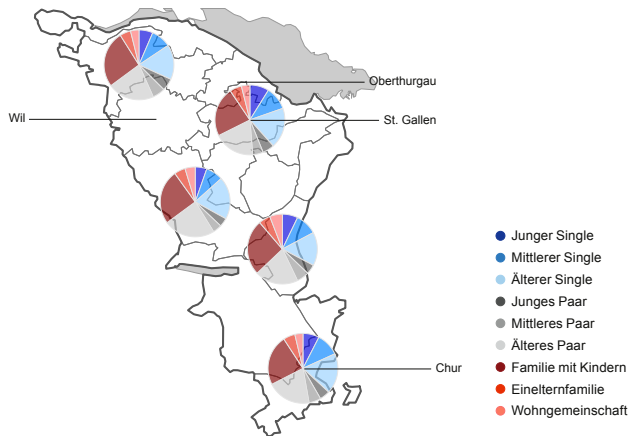 Oberthurgau
Wil
St. Gallen
Junger Single
Mittlerer Single
Älterer Single
Junges Paar
Mittleres Paar
Älteres Paar
Familie mit Kindern
Einelternfamilie
Wohngemeinschaft
Chur